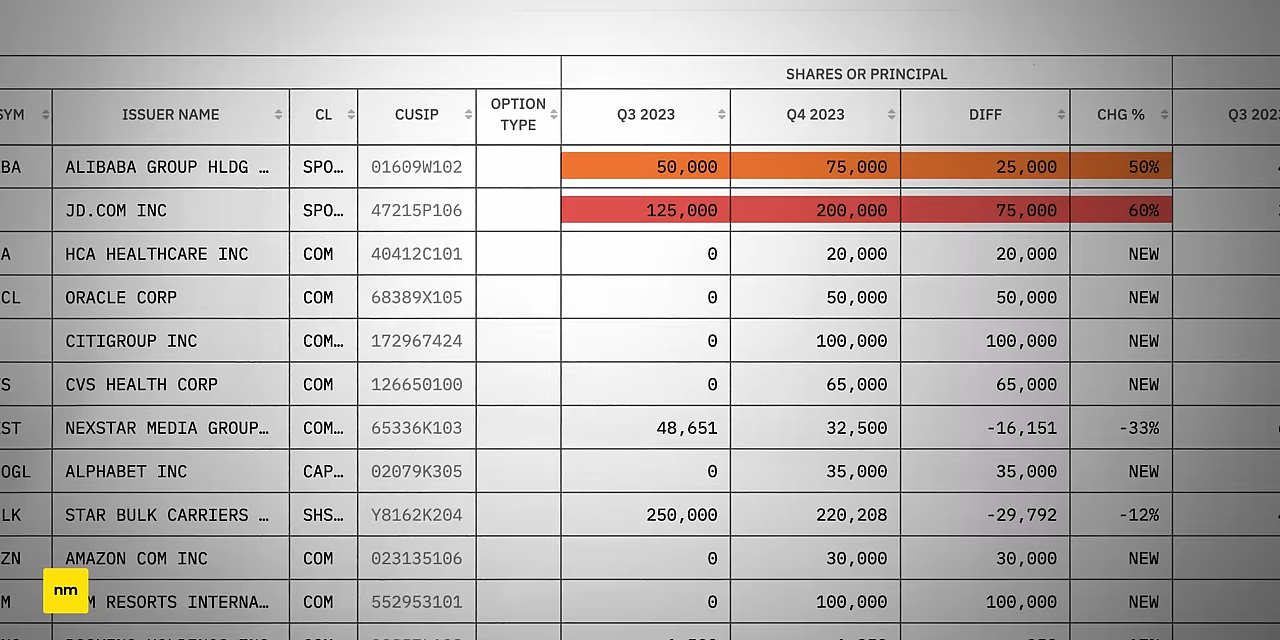 SHARES OR PRINCIPAL
SYM ISSUER NAME CL CUSIP OPTION TYPE Q3 2023 Q4 2023 DIFF CHG % Q3 2023
BA ALIBABA GROUP HLDG … SPO… 01609W102 50,000 75,000 25,000 50%
JD.COM INC SPO… 47215P106 125,000 200,000 75,000 60%
A HCA HEALTHCARE INC COM 40412C101 0 20,000 20,000 NEW
CL ORACLE CORP COM 68389X105 0 50,000 50,000 NEW
CITIGROUP INC COM… 172967424 0 100,000 100,000 NEW
S CVS HEALTH CORP COM 126650100 0 65,000 65,000 NEW
ST NEXSTAR MEDIA GROUP… COM… 65336K103 48,651 32,500 -16,151 -33%
OGL ALPHABET INC CAP… 02079K305 0 35,000 35,000 NEW
LK STAR BULK CARRIERS … SHS… Y8162K204 250,000 220,208 -29,792 -12%
ZN AMAZON COM INC COM 023135106 0 30,000 30,000 NEW
M M RESORTS INTERNA… COM 552953101 0 100,000 100,000 NEW
nm